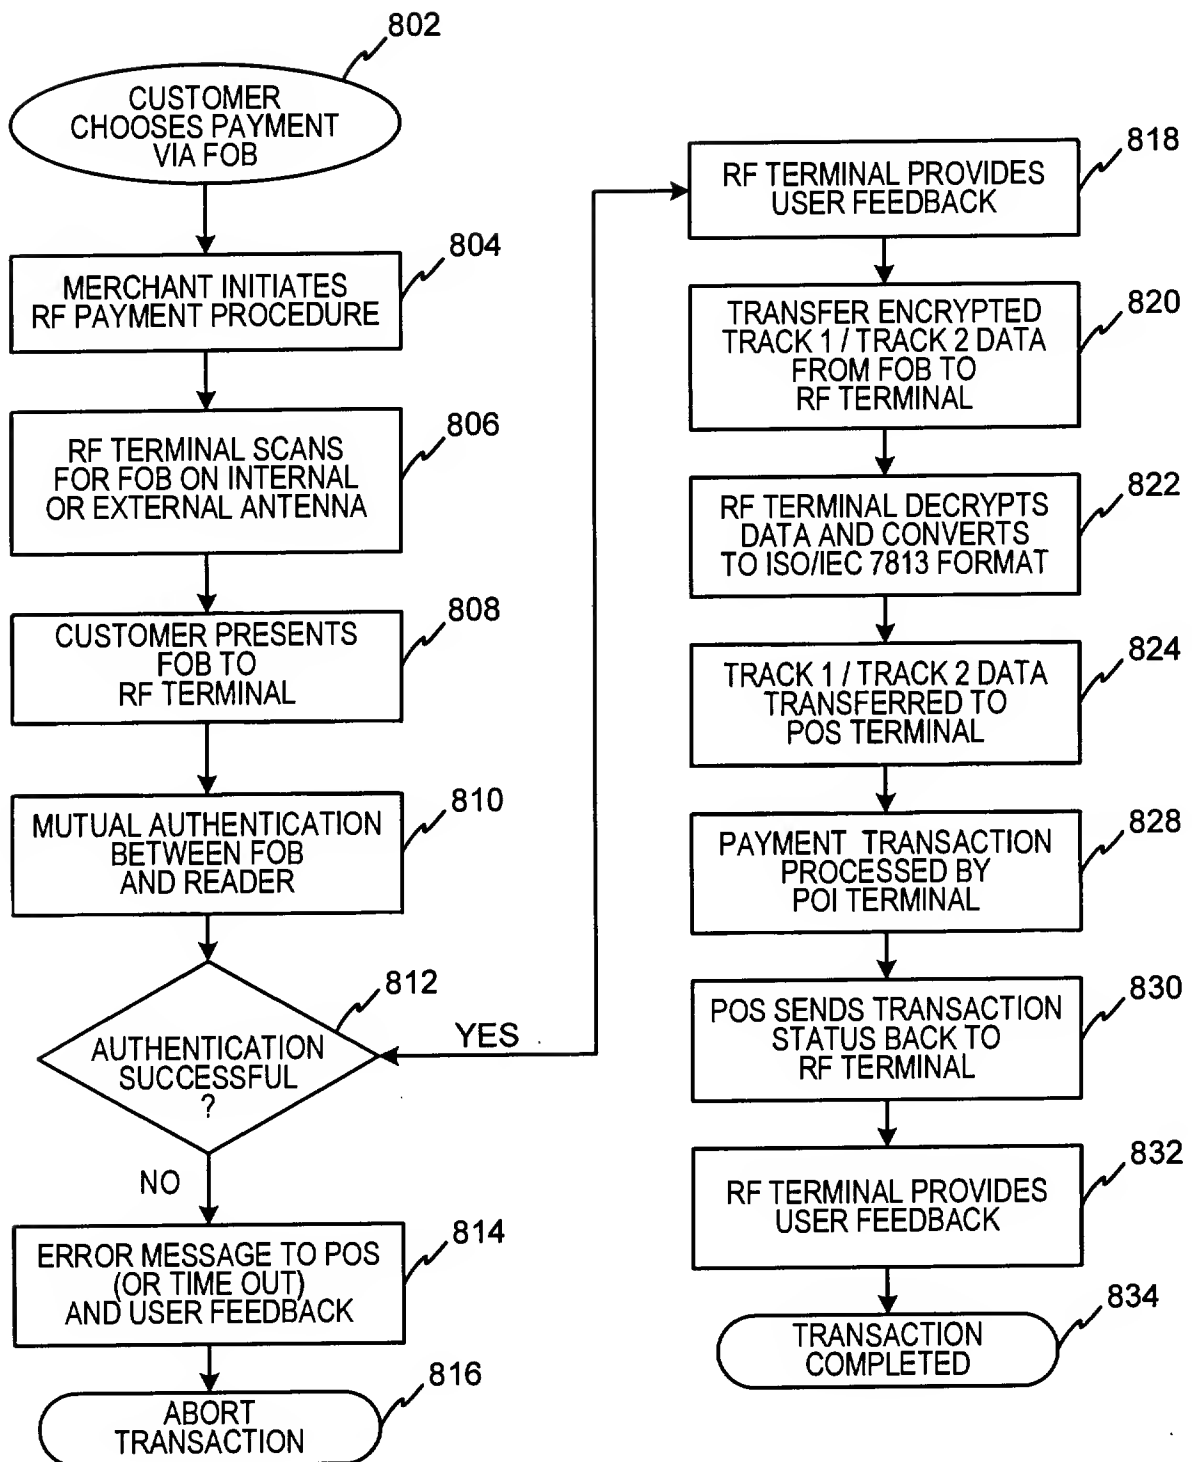 802
CUSTOMER
CHOOSES PAYMENT
VIA FOB
804
MERCHANT INITIATES
RF PAYMENT PROCEDURE
806
RF TERMINAL SCANS
FOR FOB ON INTERNAL
OR EXTERNAL ANTENNA
808
CUSTOMER PRESENTS
FOB TO
RF TERMINAL
810
MUTUAL AUTHENTICATION
BETWEEN FOB
AND READER
812
AUTHENTICATION
SUCCESSFUL
?
YES
NO
814
ERROR MESSAGE TO POS
(OR TIME OUT)
AND USER FEEDBACK
816
ABORT
TRANSACTION
818
RF TERMINAL PROVIDES
USER FEEDBACK
820
TRANSFER ENCRYPTED
TRACK 1 / TRACK 2 DATA
FROM FOB TO
RF TERMINAL
822
RF TERMINAL DECRYPTS
DATA AND CONVERTS
TO ISO/IEC 7813 FORMAT
824
TRACK 1 / TRACK 2 DATA
TRANSFERRED TO
POS TERMINAL
828
PAYMENT TRANSACTION
PROCESSED BY
POI TERMINAL
830
POS SENDS TRANSACTION
STATUS BACK TO
RF TERMINAL
832
RF TERMINAL PROVIDES
USER FEEDBACK
834
TRANSACTION
COMPLETED